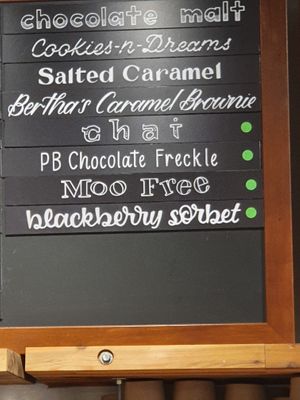 chocolate malt
Cookies-n-Dreams
Salted Caramel
Bertha's Caramel Brownie
chai
PB Chocolate Freckle
Moo Free
blackberry sorbet